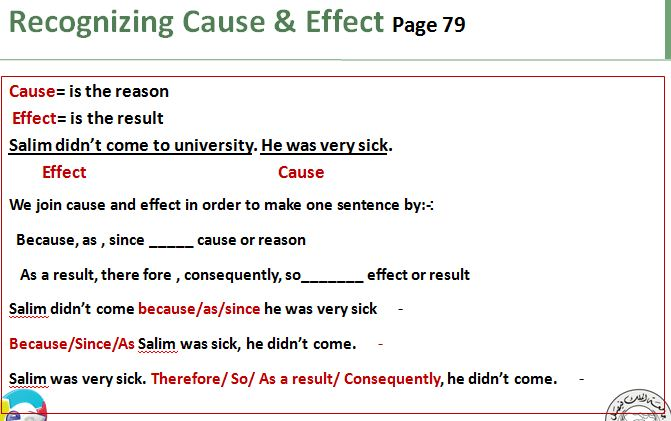 Recognizing Cause & Effect Page 79
Cause= is the reason
Effect= is the result
Salim didn't come to university. He was very sick.
Effect Cause
We join cause and effect in order to make one sentence by:-:
Because, as , since _____ cause or reason
As a result, there fore , consequently, so_______ effect or result
Salim didn't come because/as/since he was very sick -
Because/Since/As Salim was sick, he didn't come. -
Salim was very sick. Therefore/ So/ As a result/ Consequently, he didn't come. -